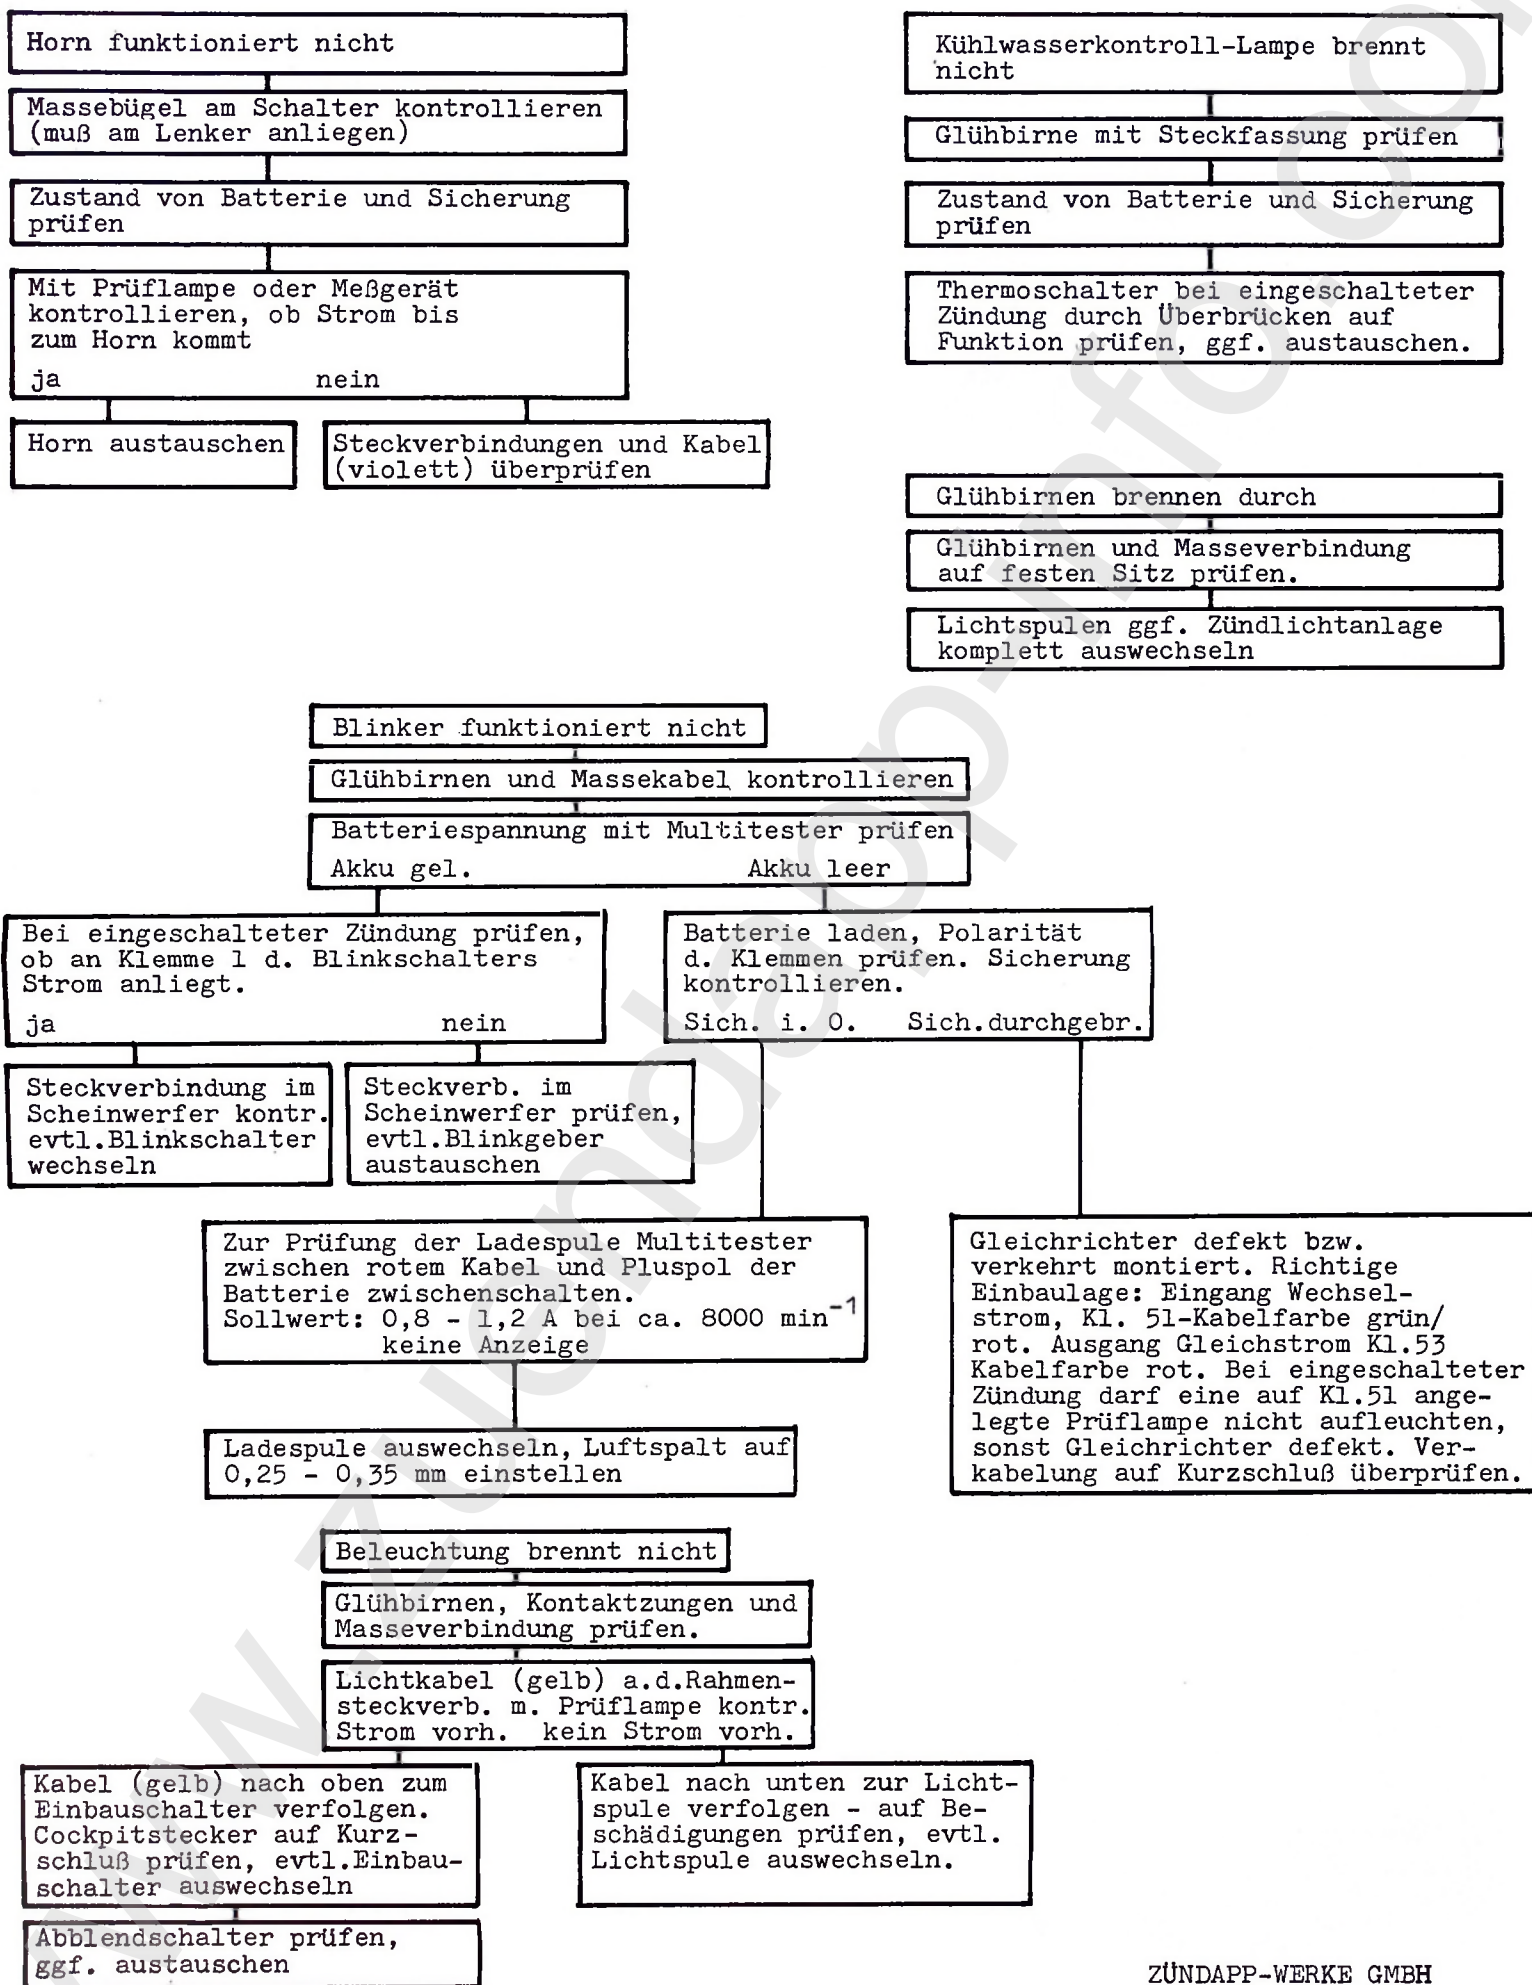 Horn funktioniert nicht
Massebügel am Schalter kontrollieren
(muß am Lenker anliegen)
Zustand von Batterie und Sicherung
prüfen
Mit Prüflampe oder Meßgerät
kontrollieren, ob Strom bis
zum Horn kommt
ja nein
Horn austauschen
Steckverbindungen und Kabel
(violett) überprüfen
Kühlwasserkontroll-Lampe brennt
nicht
Glühbirne mit Steckfassung prüfen
Zustand von Batterie und Sicherung
prüfen
Thermoschalter bei eingeschalteter
Zündung durch Überbrücken auf
Funktion prüfen, ggf. austauschen.
Glühbirnen brennen durch
Glühbirnen und Masseverbindung
auf festen Sitz prüfen.
Lichtspulen ggf. Zündlichtanlage
komplett auswechseln
Blinker funktioniert nicht
Glühbirnen und Massekabel kontrollieren
Batteriespannung mit Multitester prüfen
Akku gel. Akku leer
Bei eingeschalteter Zündung prüfen,
ob an Klemme 1 d. Blinkschalters
Strom anliegt.
ja nein
Batterie laden, Polarität
d. Klemmen prüfen. Sicherung
kontrollieren.
Sich. i. O. Sich.durchgebr.
Steckverbindung im
Scheinwerfer kontr.
evtl.Blinkschalter
wechseln
Steckverb. im
Scheinwerfer prüfen,
evtl.Blinkgeber
austauschen
Zur Prüfung der Ladespule Multitester
zwischen rotem Kabel und Pluspol der
Batterie zwischenschalten.
Sollwert: 0,8 - 1,2 A bei ca. 8000 min⁻¹
keine Anzeige
Ladespule auswechseln, Luftspalt auf
0,25 - 0,35 mm einstellen
Gleichrichter defekt bzw.
verkehrt montiert. Richtige
Einbaulage: Eingang Wechsel-
strom, Kl. 51-Kabelfarbe grün/
rot. Ausgang Gleichstrom Kl.53
Kabelfarbe rot. Bei eingeschalteter
Zündung darf eine auf Kl.51 ange-
legte Prüflampe nicht aufleuchten,
sonst Gleichrichter defekt. Ver-
kabelung auf Kurzschluß überprüfen.
Beleuchtung brennt nicht
Glühbirnen, Kontaktzungen und
Masseverbindung prüfen.
Lichtkabel (gelb) a.d.Rahmen-
steckverb. m. Prüflampe kontr.
Strom vorh. kein Strom vorh.
Kabel (gelb) nach oben zum
Einbauschalter verfolgen.
Cockpitstecker auf Kurz-
schluß prüfen, evtl.Einbau-
schalter auswechseln
Abblendschalter prüfen,
ggf. austauschen
Kabel nach unten zur Licht-
spule verfolgen - auf Be-
schädigungen prüfen, evtl.
Lichtspule auswechseln.
ZÜNDAPP-WERKE GMBH
www.zuendapp-info.com